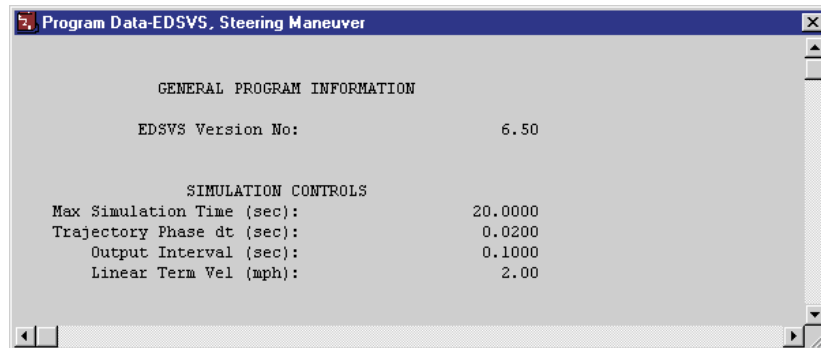 Program Data-EDSVS, Steering Maneuver
GENERAL PROGRAM INFORMATION
EDSVS Version No: 6.50
SIMULATION CONTROLS
Max Simulation Time (sec): 20.0000
Trajectory Phase dt (sec): 0.0200
Output Interval (sec): 0.1000
Linear Term Vel (mph): 2.00